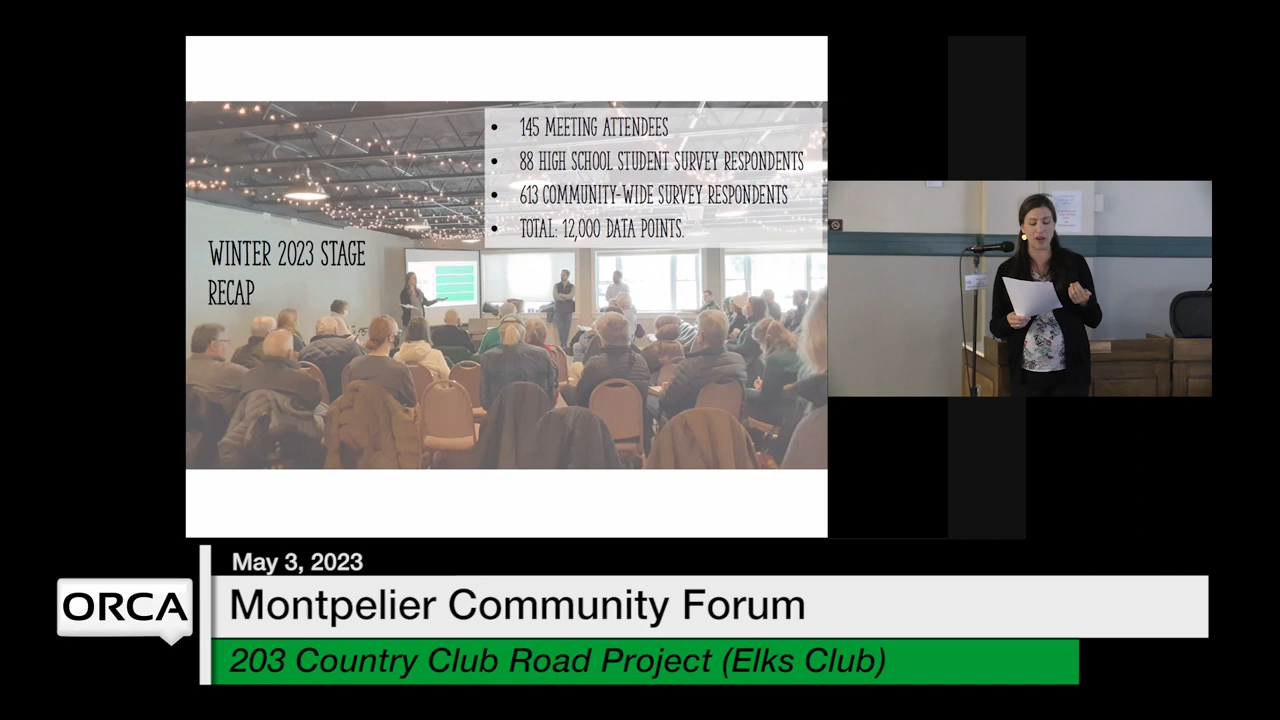 • 145 MEETING ATTENDEES
• 88 HIGH SCHOOL STUDENT SURVEY RESPONDENTS
• 613 COMMUNITY-WIDE SURVEY RESPONDENTS
• TOTAL: 12,000 DATA POINTS.
WINTER 2023 STAGE
RECAP
May 3, 2023
ORCA
Montpelier Community Forum
203 Country Club Road Project (Elks Club)